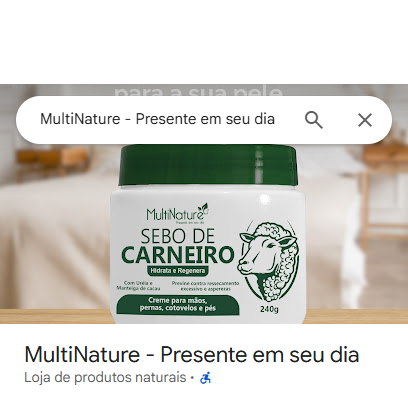 para a sua pele
MultiNature - Presente em seu dia
MultiNature
SEBO DE
CARNEIRO
Hidrata e Regenera
Com Uréia e
Manteiga de cacau
Previne contra ressecamento
excessivo e asperezas
Creme para mãos,
pernas, cotovelos e pés
240g
MultiNature - Presente em seu dia
Loja de produtos naturais ·